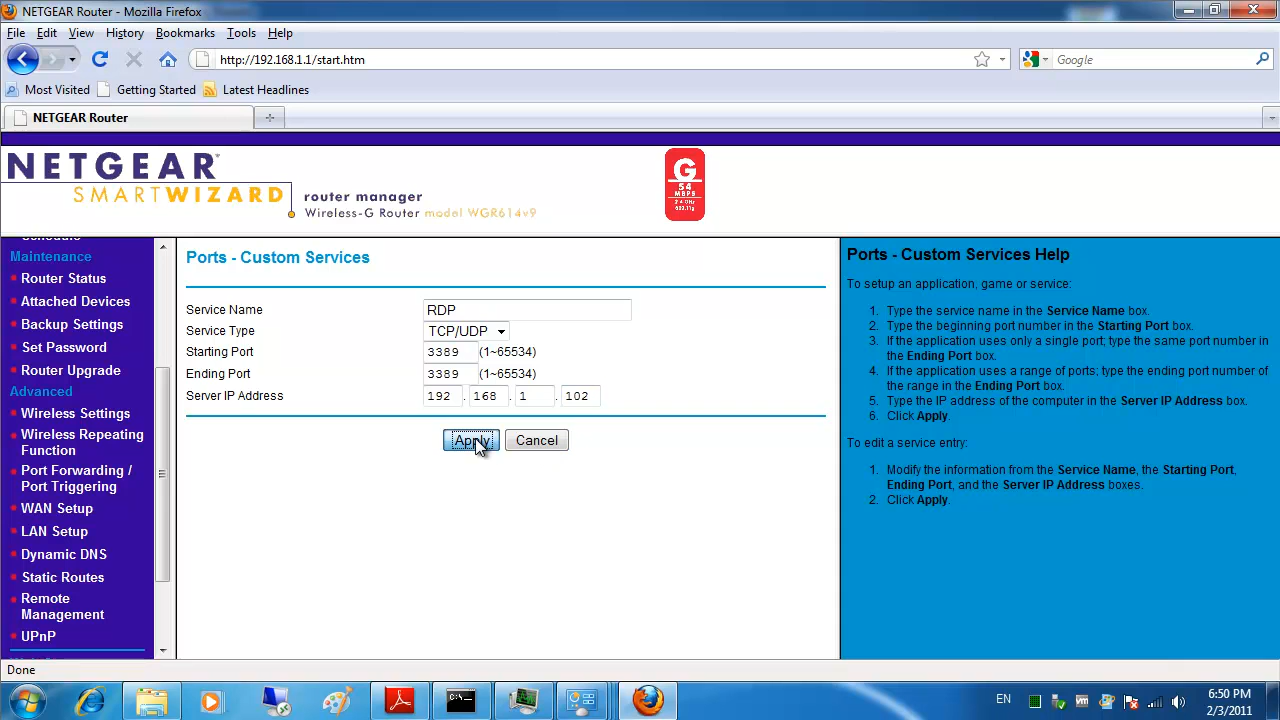 NETGEAR Router - Mozilla Firefox
File Edit View History Bookmarks Tools Help
http://192.168.1.1/start.htm
Google
Most Visited Getting Started Latest Headlines
NETGEAR Router
NETGEAR
SMARTWIZARD
router manager
Wireless-G Router model WGR614v9
G
54
MBPS
2.4 GHz
802.11g
Schedule
Maintenance
Router Status
Attached Devices
Backup Settings
Set Password
Router Upgrade
Advanced
Wireless Settings
Wireless Repeating
Function
Port Forwarding /
Port Triggering
WAN Setup
LAN Setup
Dynamic DNS
Static Routes
Remote
Management
UPnP
Ports - Custom Services
Service Name RDP
Service Type TCP/UDP
Starting Port 3389 (1~65534)
Ending Port 3389 (1~65534)
Server IP Address 192 . 168 . 1 . 102
Apply Cancel
Ports - Custom Services Help
To setup an application, game or service:
1. Type the service name in the Service Name box.
2. Type the beginning port number in the Starting Port box.
3. If the application uses only a single port; type the same port number in
the Ending Port box.
4. If the application uses a range of ports; type the ending port number of
the range in the Ending Port box.
5. Type the IP address of the computer in the Server IP Address box.
6. Click Apply.
To edit a service entry:
1. Modify the information from the Service Name, the Starting Port,
Ending Port, and the Server IP Address boxes.
2. Click Apply.
Done
EN
6:50 PM
2/3/2011